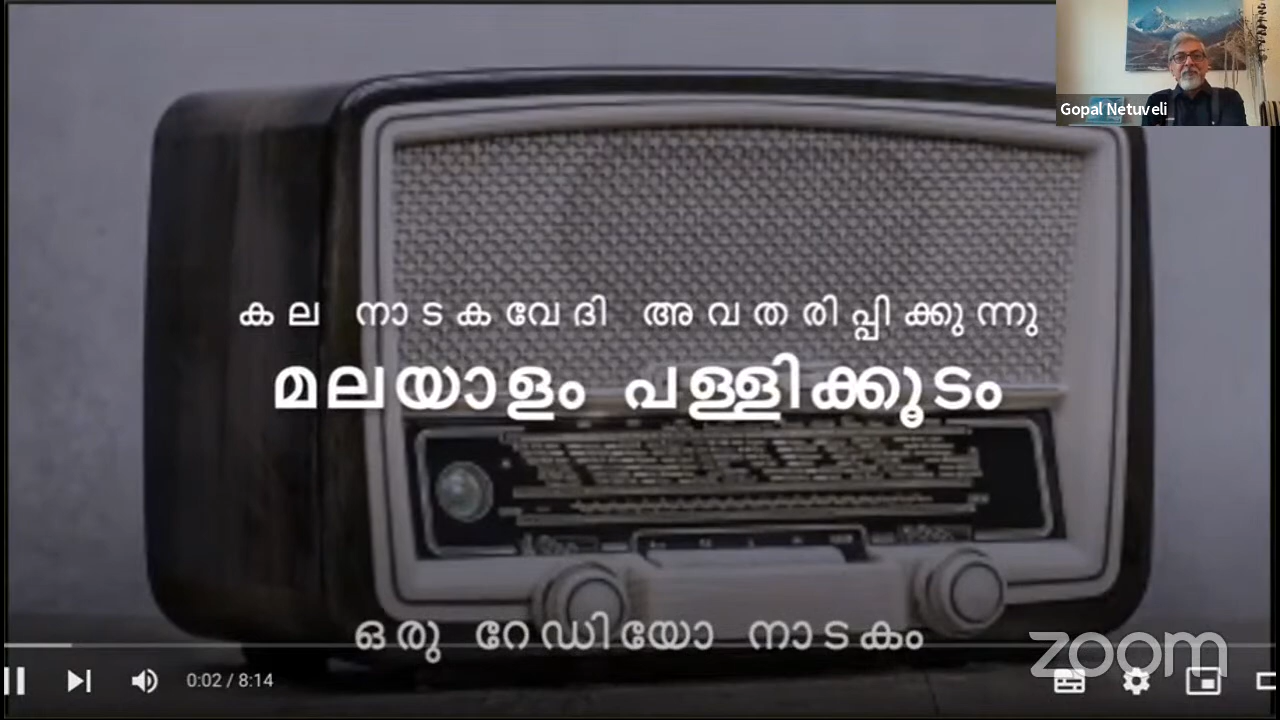 Gopal Netuveli
കല നാടകവേദി അവതരിപ്പിക്കുന്നു
മലയാളം പള്ളിക്കൂടം
ഒരു റേഡിയോ നാടകം
zoom
0:02 / 8:14